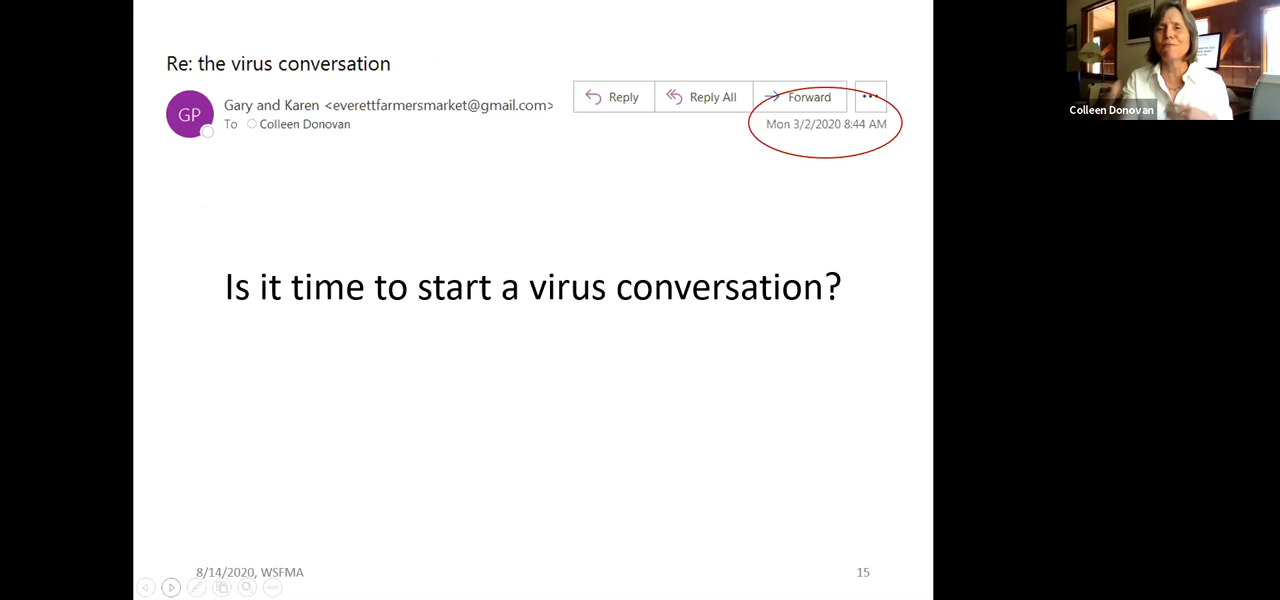 Re: the virus conversation
GP
Gary and Karen <everettfarmersmarket@gmail.com>
To Colleen Donovan
Reply
Reply All
Forward
Mon 3/2/2020 8:44 AM
Is it time to start a virus conversation?
8/14/2020, WSFMA
15
Colleen Donovan